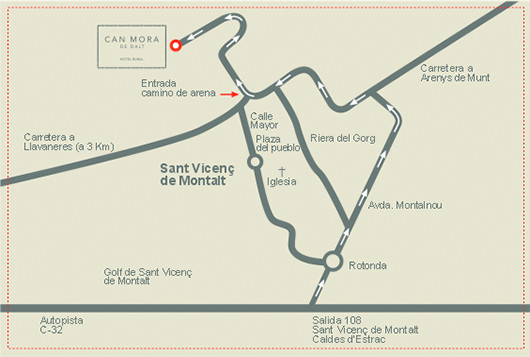 CAN MORA
DE DALT
HOTEL RURAL
Entrada
camino de arena
Carretera a
Arenys de Munt
Carretera a
Llavaneres (a 3 Km)
Calle
Mayor
Plaza
del pueblo
Riera del Gorg
Sant Vicenç
de Montalt
Iglesia
Avda. Montalnou
Rotonda
Golf de Sant Vicenç
de Montalt
Autopista
C-32
Salida 108
Sant Vicenç de Montalt
Caldes d'Estrac